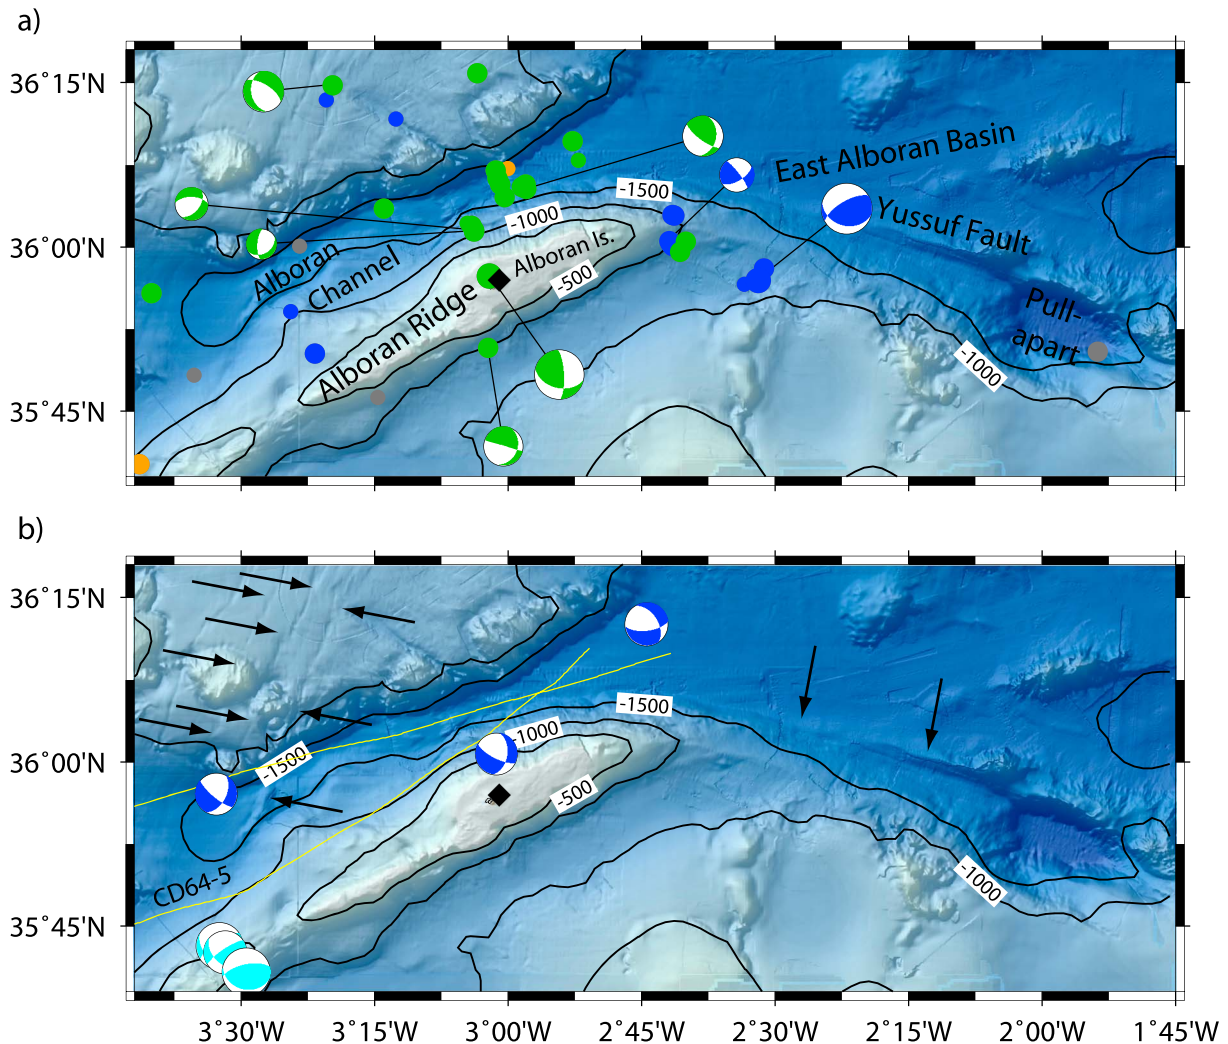 a)
36°15'N
36°00'N
35°45'N
East Alboran Basin
Yussuf Fault
Pull-
apart
-1500
-1000
-500
-1000
Alboran Is.
Alboran
Channel
Alboran Ridge
b)
36°15'N
36°00'N
35°45'N
-1500
-1000
-1500
-500
-1000
CD64-5
3°30'W
3°15'W
3°00'W
2°45'W
2°30'W
2°15'W
2°00'W
1°45'W